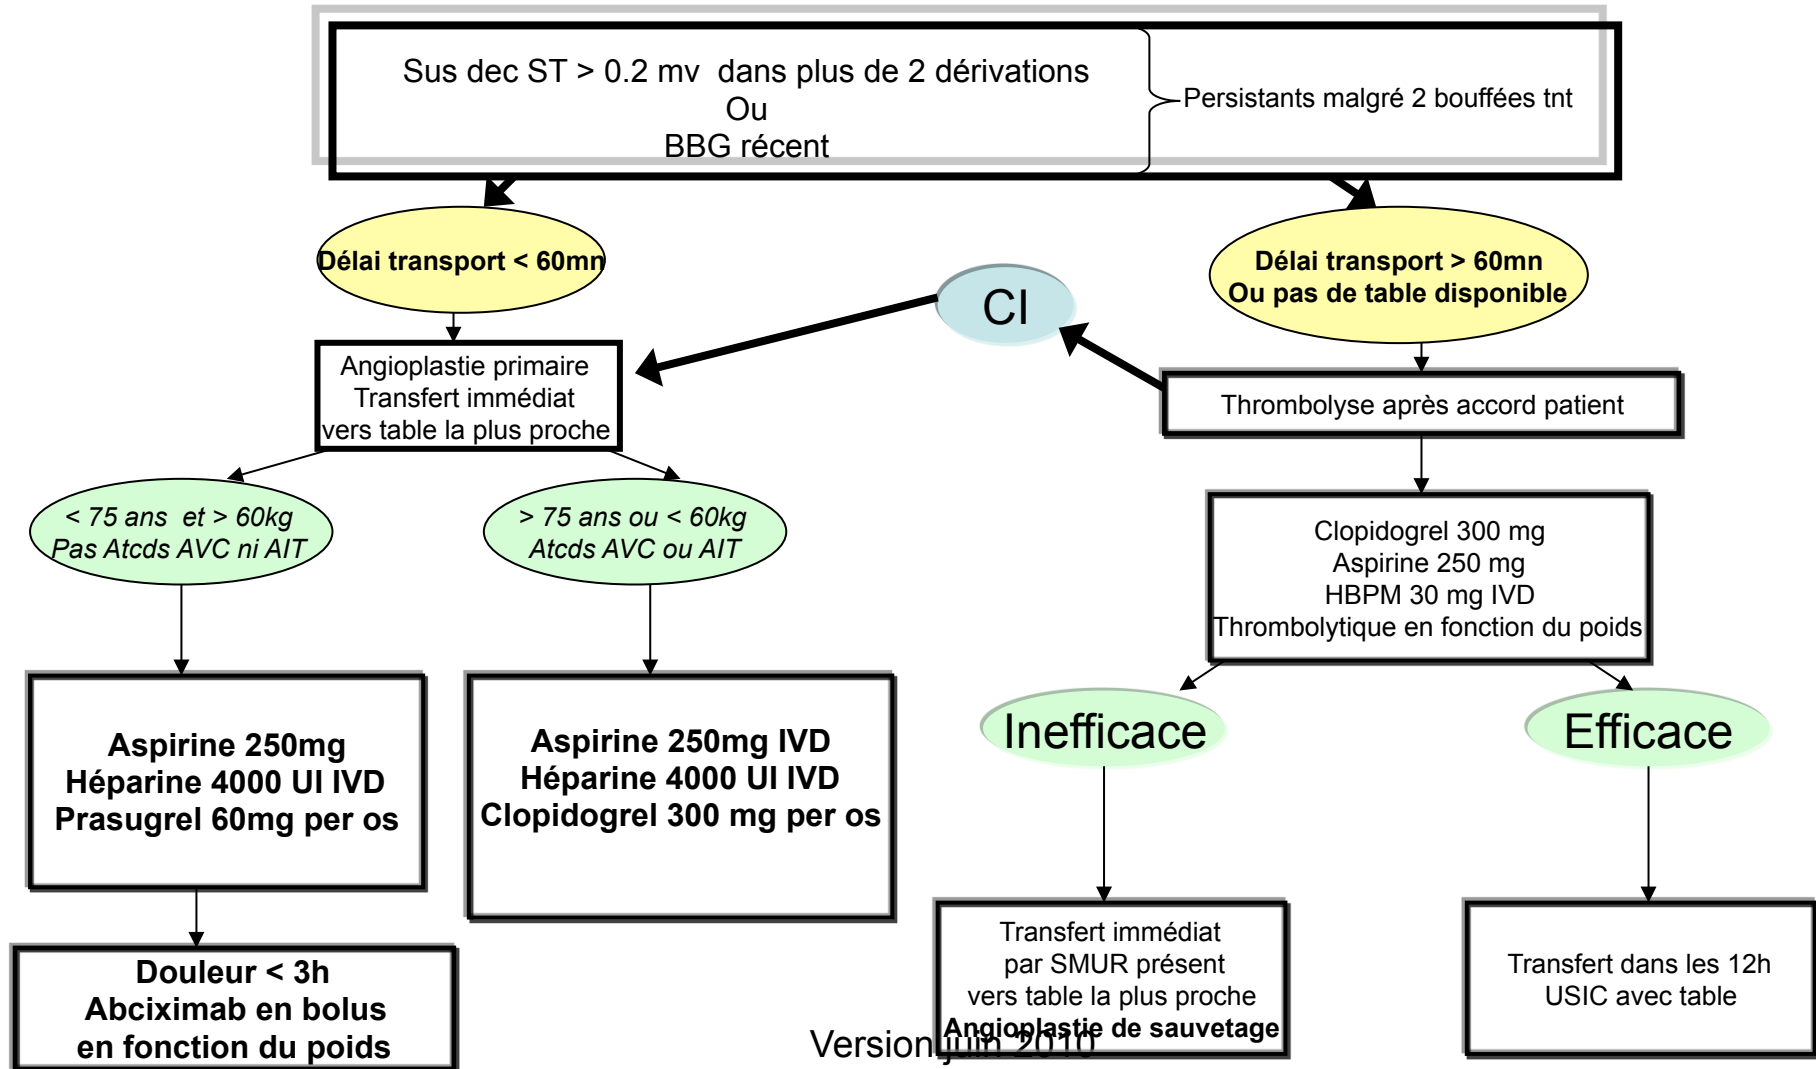 Sus dec ST > 0.2 mv dans plus de 2 dérivations
Ou
BBG récent
Persistants malgré 2 bouffées tnt
Délai transport < 60mn
Délai transport > 60mn
Ou pas de table disponible
CI
Angioplastie primaire
Transfert immédiat
vers table la plus proche
Thrombolyse après accord patient
< 75 ans et > 60kg
Pas Atcds AVC ni AIT
> 75 ans ou < 60kg
Atcds AVC ou AIT
Clopidogrel 300 mg
Aspirine 250 mg
HBPM 30 mg IVD
Thrombolytique en fonction du poids
Aspirine 250mg
Héparine 4000 UI IVD
Prasugrel 60mg per os
Aspirine 250mg IVD
Héparine 4000 UI IVD
Clopidogrel 300 mg per os
Inefficace
Efficace
Douleur < 3h
Abciximab en bolus
en fonction du poids
Transfert immédiat
par SMUR présent
vers table la plus proche
Angioplastie de sauvetage
Transfert dans les 12h
USIC avec table
Version juin 2010